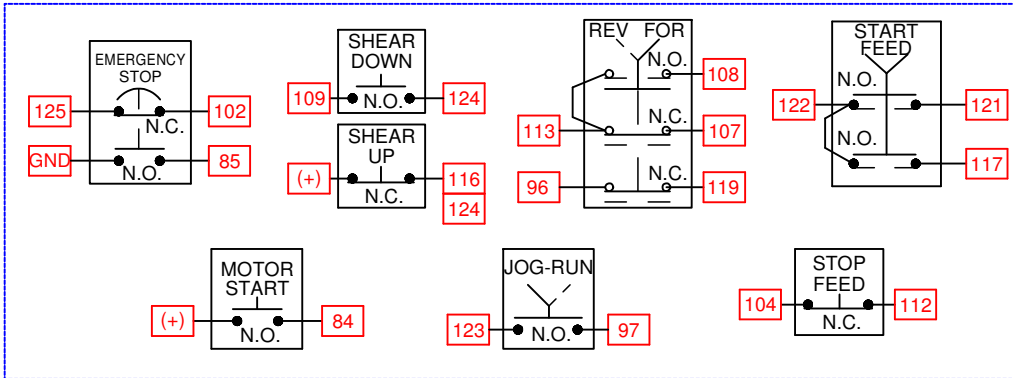 EMERGENCY
STOP
125
102
N.C.
GND
85
N.O.
SHEAR
DOWN
109
N.O.
124
SHEAR
UP
(+)
116
N.C.
124
REV FOR
N.O.
108
N.C.
113
107
N.C.
96
119
START
FEED
N.O.
122
121
N.O.
117
MOTOR
START
(+)
84
N.O.
JOG-RUN
123
N.O.
97
STOP
FEED
104
112
N.C.